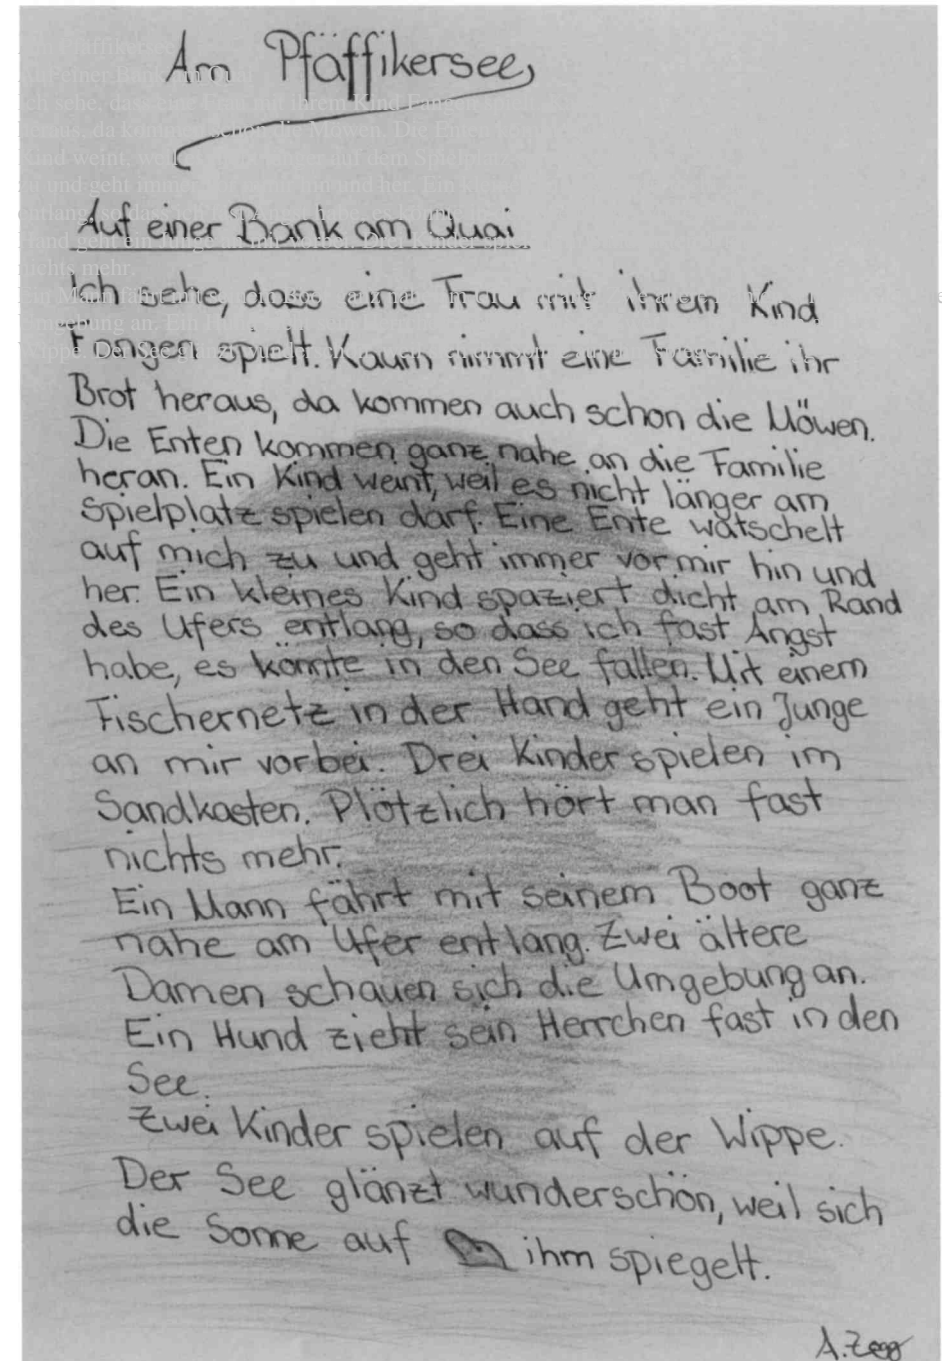 Am Pfäffikersee
Auf einer Bank am Quai
Ich sehe, dass eine Frau mit ihrem Kind
Fangen spielt. Kaum nimmt eine Familie ihr
Brot heraus, da kommen auch schon die Möwen.
Die Enten kommen ganz nahe an die Familie
heran. Ein Kind weint, weil es nicht länger am
Spielplatz spielen darf. Eine Ente watschelt
auf mich zu und geht immer vor mir hin und
her. Ein kleines Kind spaziert dicht am Rand
des Ufers entlang, so dass ich fast Angst
habe, es könnte in den See fallen. Mit einem
Fischernetz in der Hand geht ein Junge
an mir vorbei. Drei Kinder spielen im
Sandkasten. Plötzlich hört man fast
nichts mehr.
Ein Mann fährt mit seinem Boot ganz
nahe am Ufer entlang. Zwei ältere
Damen schauen sich die Umgebung an.
Ein Hund zieht sein Herrchen fast in den
See.
Zwei Kinder spielen auf der Wippe.
Der See glänzt wunderschön, weil sich
die Sonne auf ihm spiegelt.